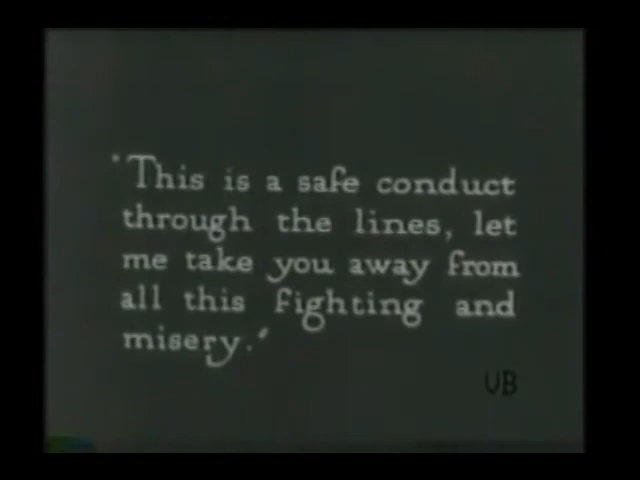 "This is a safe conduct
through the lines, let
me take you away from
all this fighting and
misery."
UB